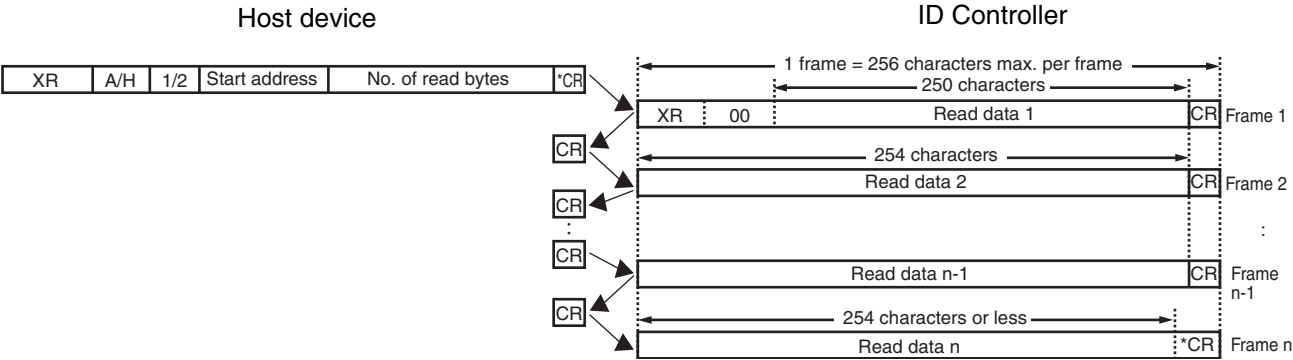 Host device
ID Controller
XR A/H 1/2 Start address No. of read bytes *CR
1 frame = 256 characters max. per frame
250 characters
XR 00 Read data 1 CR Frame 1
CR
254 characters
Read data 2 CR Frame 2
CR
:
:
CR
Read data n-1 CR Frame
n-1
CR
254 characters or less
Read data n *CR Frame n